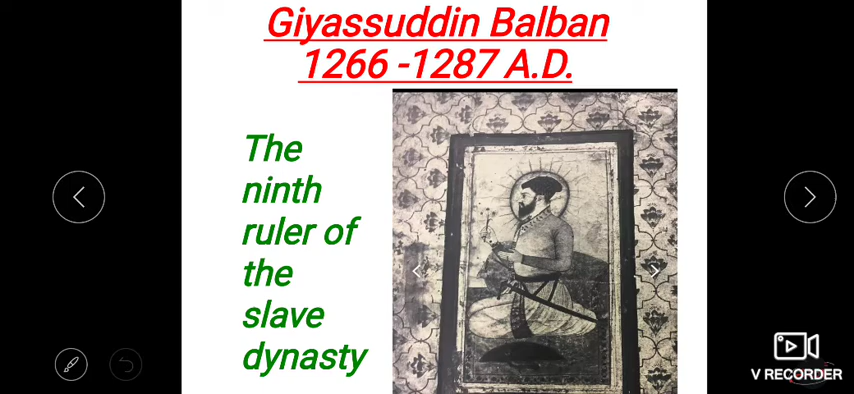 Giyassuddin Balban
1266 -1287 A.D.
The
ninth
ruler of
the
slave
dynasty
V RECORDER